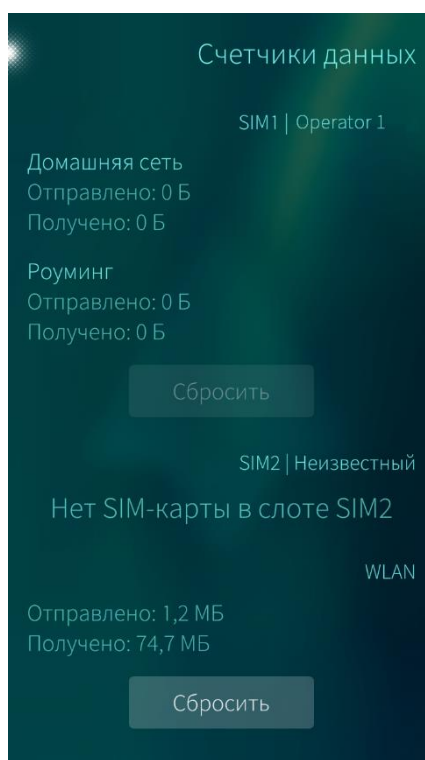 Счетчики данных
SIM1 | Operator 1
Домашняя сеть
Отправлено: 0 Б
Получено: 0 Б
Роуминг
Отправлено: 0 Б
Получено: 0 Б
Сбросить
SIM2 | Неизвестный
Нет SIM-карты в слоте SIM2
WLAN
Отправлено: 1,2 МБ
Получено: 74,7 МБ
Сбросить